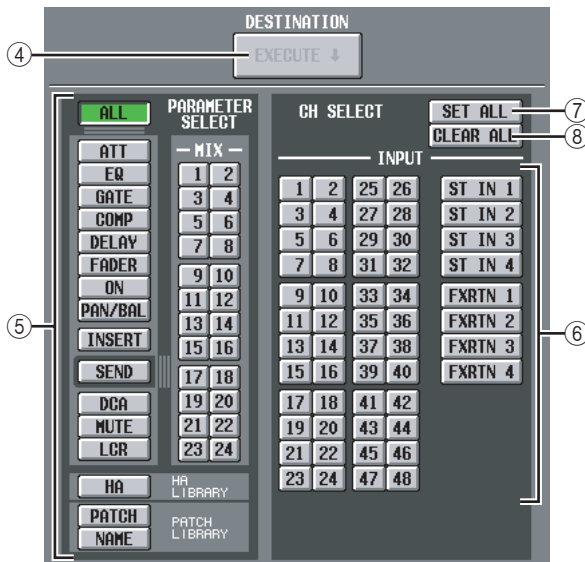 DESTINATION
④
EXECUTE ↓
ALL
PARAMETER
SELECT
CH SELECT
SET ALL
⑦
CLEAR ALL
⑧
ATT
EQ
GATE
COMP
DELAY
FADER
ON
PAN/BAL
INSERT
SEND
DCA
MUTE
LCR
HA
HA
LIBRARY
PATCH
NAME
PATCH
LIBRARY
⑤
MIX
1 2
3 4
5 6
7 8
9 10
11 12
13 14
15 16
17 18
19 20
21 22
23 24
INPUT
1 2 25 26 ST IN 1
3 4 27 28 ST IN 2
5 6 29 30 ST IN 3
7 8 31 32 ST IN 4
9 10 33 34 FXRTN 1
11 12 35 36 FXRTN 2
13 14 37 38 FXRTN 3
15 16 39 40 FXRTN 4
17 18 41 42
19 20 43 44
21 22 45 46
23 24 47 48
⑥